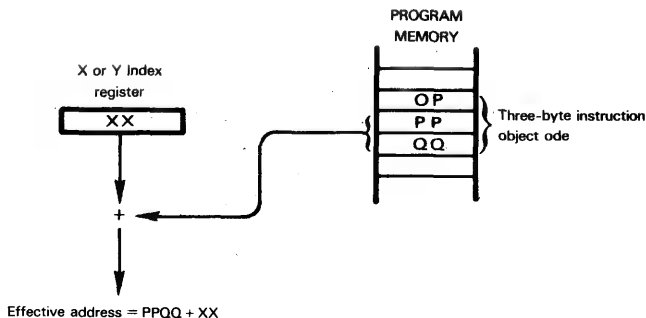 PROGRAM
MEMORY
X or Y Index
register
XX
OP
PP
QQ
Three-byte instruction
object ode
+
Effective address = PPQQ + XX